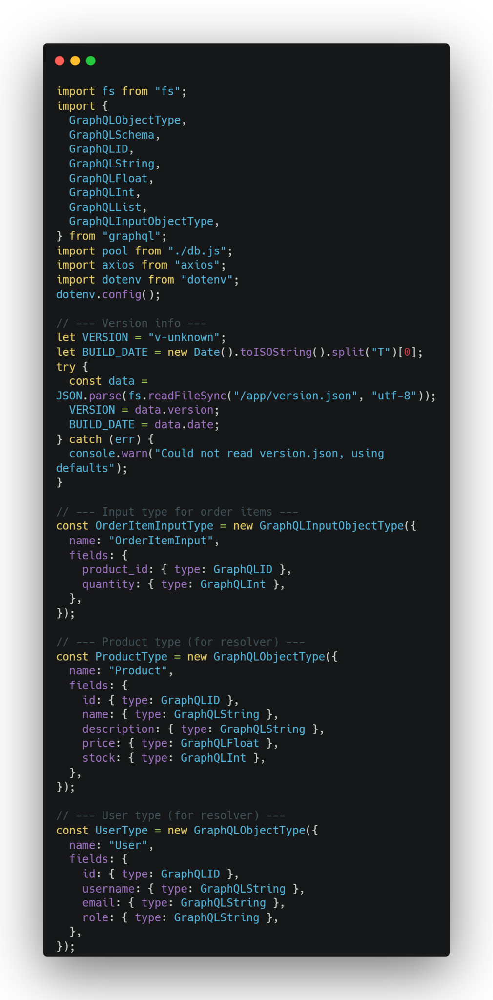 import fs from "fs";
import {
  GraphQLObjectType,
  GraphQLSchema,
  GraphQLID,
  GraphQLString,
  GraphQLFloat,
  GraphQLInt,
  GraphQLList,
  GraphQLInputObjectType,
} from "graphql";
import pool from "./db.js";
import axios from "axios";
import dotenv from "dotenv";
dotenv.config();

// --- Version info ---
let VERSION = "v-unknown";
let BUILD_DATE = new Date().toISOString().split("T")[0];
try {
  const data =
JSON.parse(fs.readFileSync("/app/version.json", "utf-8"));
  VERSION = data.version;
  BUILD_DATE = data.date;
} catch (err) {
  console.warn("Could not read version.json, using
defaults");
}

// --- Input type for order items ---
const OrderItemInputType = new GraphQLInputObjectType({
  name: "OrderItemInput",
  fields: {
    product_id: { type: GraphQLID },
    quantity: { type: GraphQLInt },
  },
});

// --- Product type (for resolver) ---
const ProductType = new GraphQLObjectType({
  name: "Product",
  fields: {
    id: { type: GraphQLID },
    name: { type: GraphQLString },
    description: { type: GraphQLString },
    price: { type: GraphQLFloat },
    stock: { type: GraphQLInt },
  },
});

// --- User type (for resolver) ---
const UserType = new GraphQLObjectType({
  name: "User",
  fields: {
    id: { type: GraphQLID },
    username: { type: GraphQLString },
    email: { type: GraphQLString },
    role: { type: GraphQLString },
  },
});